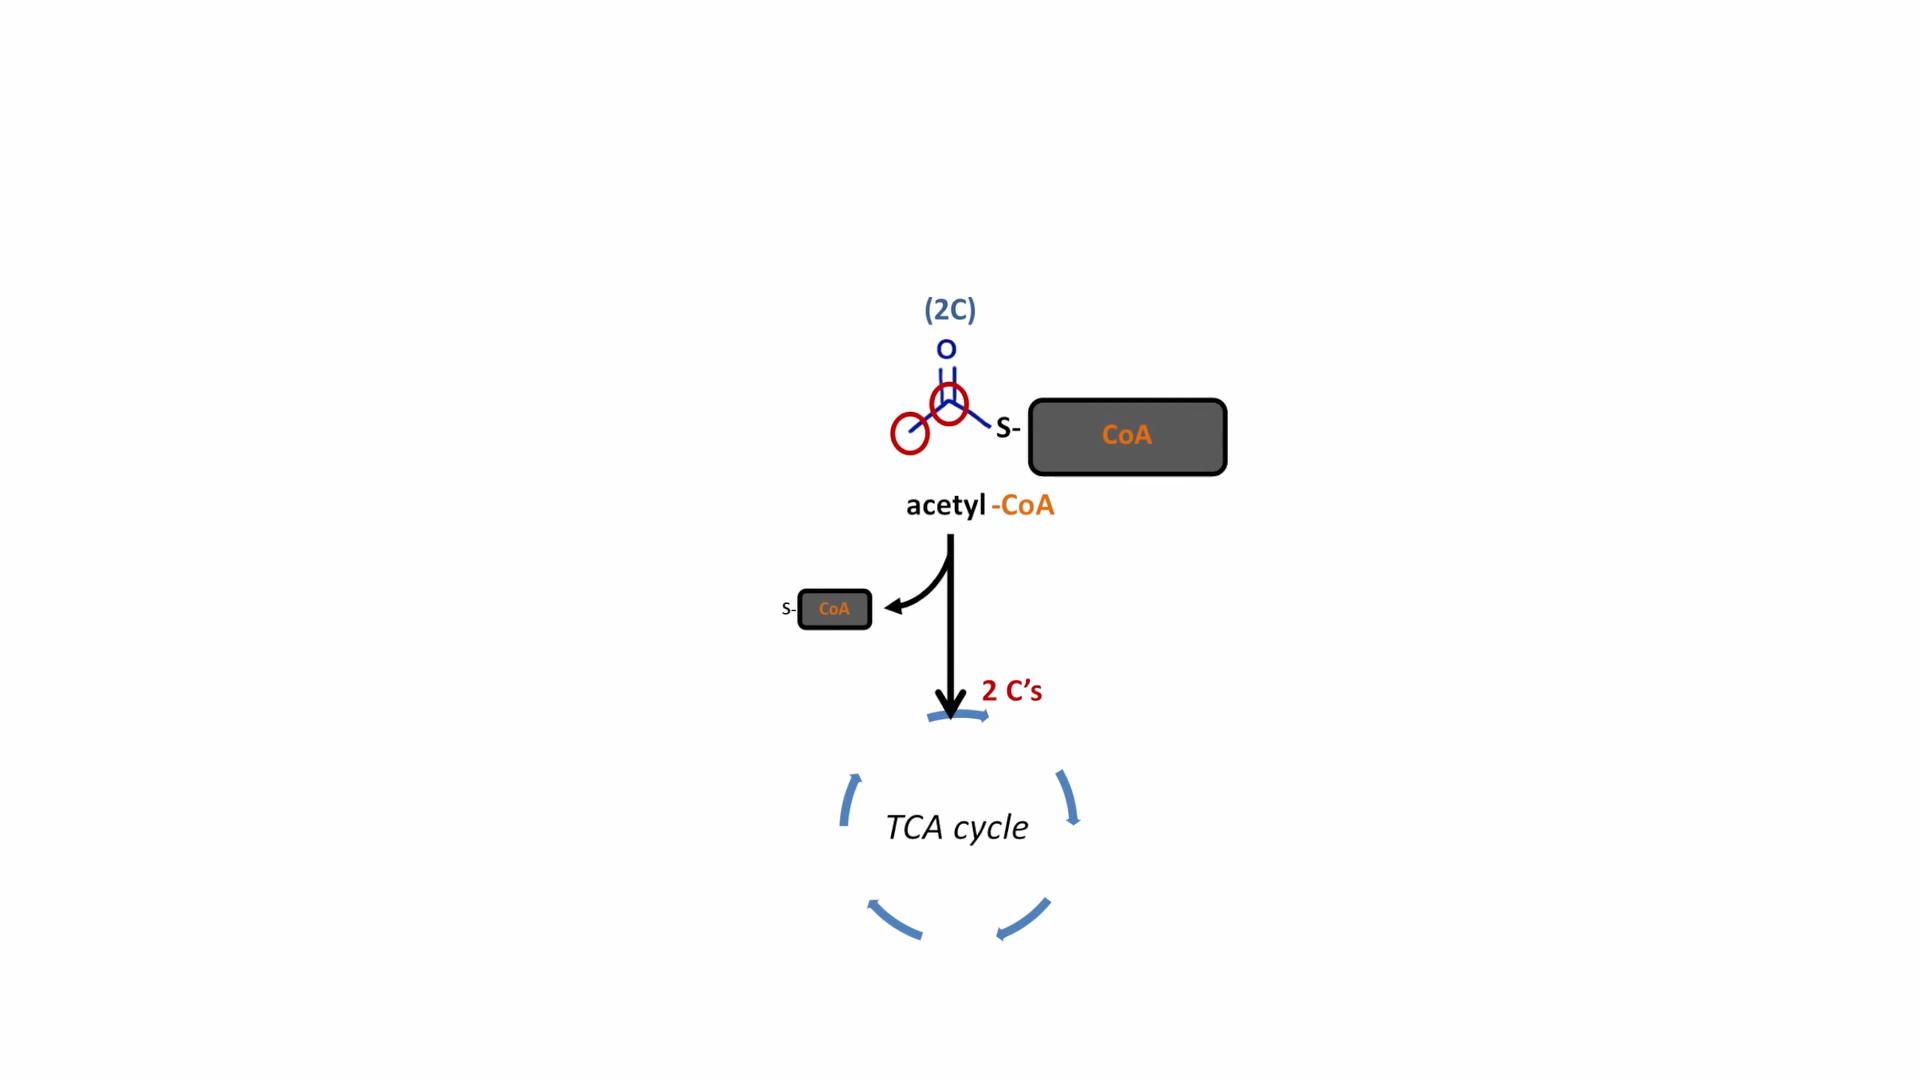 (2C)
O
S-
CoA
acetyl -CoA
S- CoA
2 C’s
TCA cycle